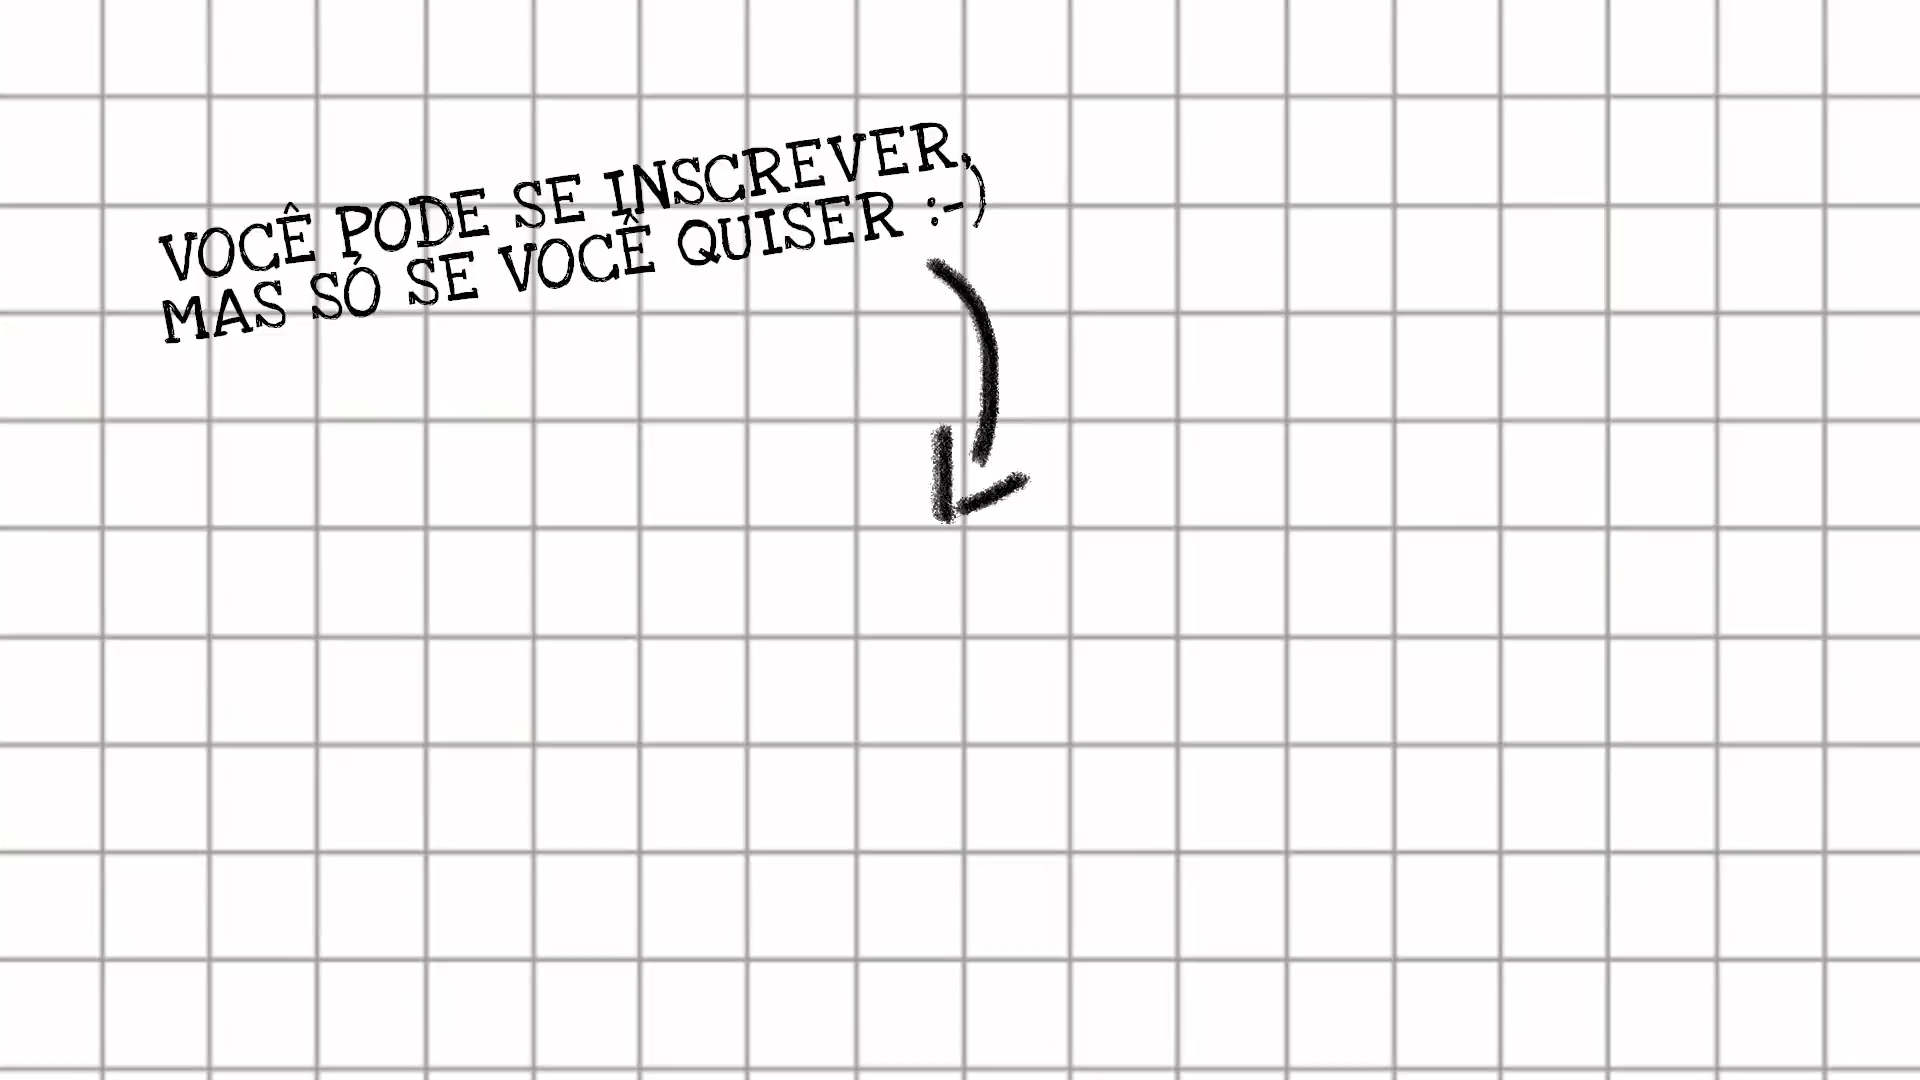 VOCÊ PODE SE INSCREVER,
MAS SÓ SE VOCÊ QUISER :-)